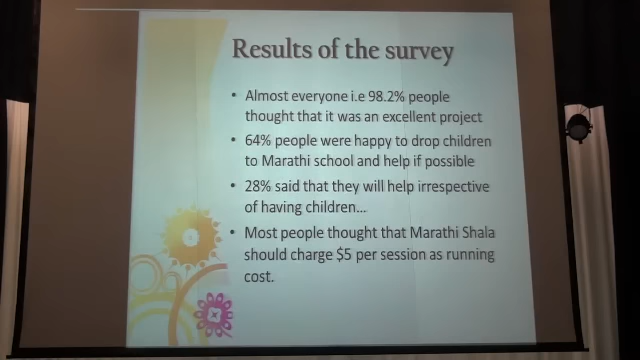 Results of the survey
• Almost everyone i.e 98.2% people
thought that it was an excellent project
• 64% people were happy to drop children
to Marathi school and help if possible
• 28% said that they will help irrespective
of having children...
• Most people thought that Marathi Shala
should charge $5 per session as running
cost.